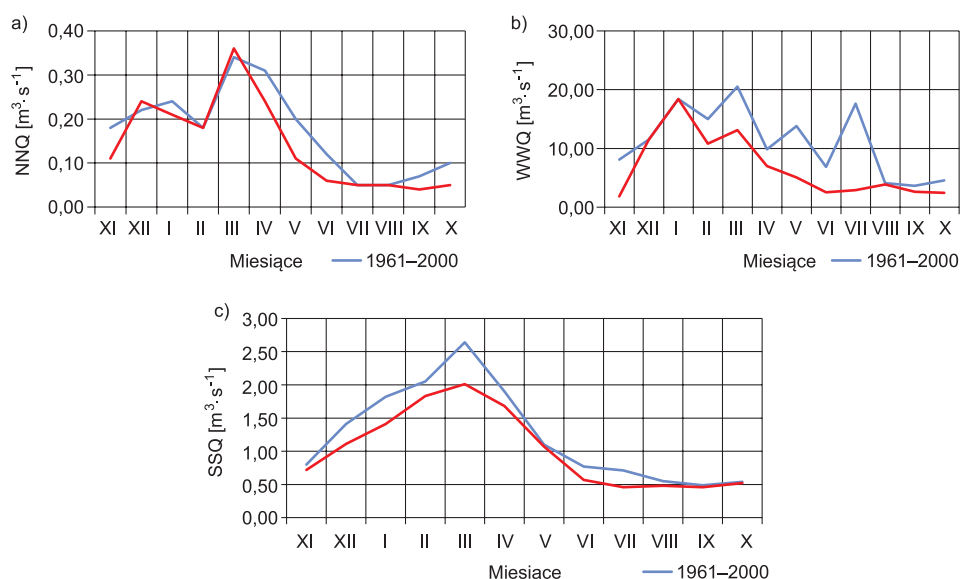 a)
NNQ [m³· s⁻¹]
0,40
0,30
0,20
0,10
0,00
XI XII I II III IV V VI VII VIII IX X
Miesiące 1961–2000
b)
WWQ [m³· s⁻¹]
30,00
20,00
10,00
0,00
XI XII I II III IV V VI VII VIII IX X
Miesiące 1961–2000
c)
SSQ [m³· s⁻¹]
3,00
2,50
2,00
1,50
1,00
0,50
0,00
XI XII I II III IV V VI VII VIII IX X
Miesiace 1961–2000